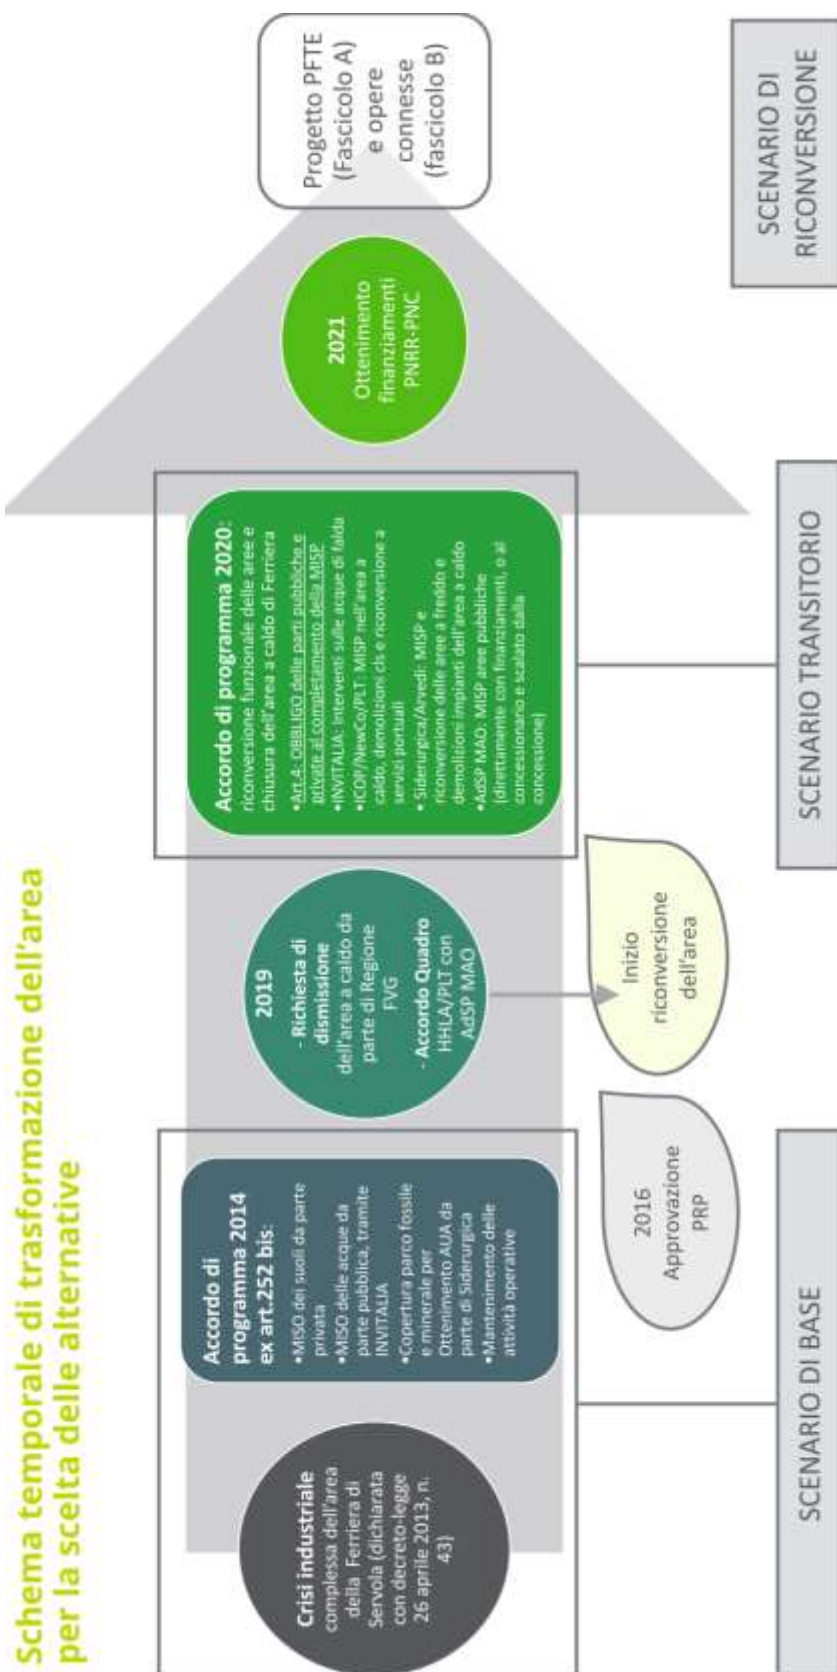 Schema temporale di trasformazione dell'area
per la scelta delle alternative
Crisi industriale
complessa dell'area
della Ferriera di
Servola (dichiarata
con decreto-legge
26 aprile 2013, n.
43)
Accordo di
programma 2014
ex art.252 bis:
•MISO dei suoli da parte
privata
•MISO delle acque da
parte pubblica, tramite
INVITALIA
•Copertura parco fossile
e minerale per
Ottenimento AUA da
parte di Siderurgica
•Mantenimento delle
attività operative
2019
- Richiesta di
dismissione
dell'area a caldo da
parte di Regione
FVG
- Accordo Quadro
HHLA/PLT con
AdSP MAO
Accordo di programma 2020:
riconversione funzionale delle aree e
chiusura dell'area a caldo di Ferriera
•Art.4: OBBLIGO delle parti pubbliche e
private al completamento della MISP
•INVITALIA: Interventi sulle acque di falda
•ICOP/NewCo/PLT: MISP nell'area a
caldo, demolizioni cls e riconversione a
servizi portuali
• Siderurgica/Arvedi: MISP e
riconversione delle aree a freddo e
demolizioni impianti dell'area a caldo
•AdSP MAO: MISP aree pubbliche
(direttamente con finanziamenti, o al
concessionario e scalato dalla
concessione)
2021
Ottenimento
finanziamenti
PNRR-PNC
Progetto PFTE
(Fascicolo A)
e opere
connesse
(fascicolo B)
2016
Approvazione
PRP
Inizio
riconversione
dell'area
SCENARIO DI BASE
SCENARIO TRANSITORIO
SCENARIO DI
RICONVERSIONE